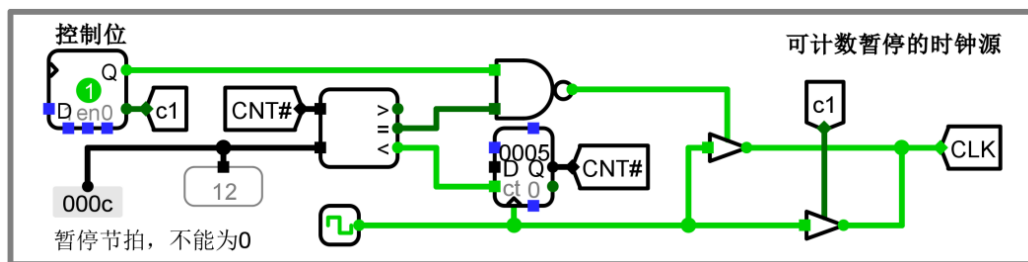 控制位
可计数暂停的时钟源
Q
1
D
en0
c1
CNT#
>
=
<
0005
D Q
ct 0
CNT#
c1
CLK
000c
12
暂停节拍，不能为0